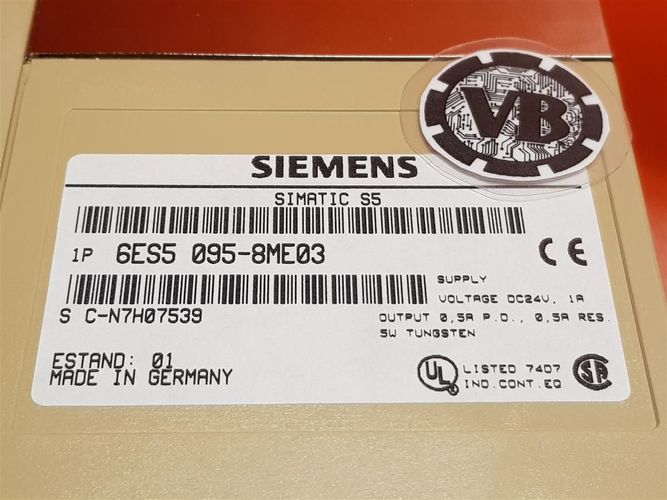 VB
SIEMENS
SIMATIC S5
1P 6ES5 095-8ME03
CE
SUPPLY
VOLTAGE DC24V, 1A
S C-N7H07539
OUTPUT 0,5A P.D., 0,5A RES.
5W TUNGSTEN
ESTAND: 01
MADE IN GERMANY
UL
LISTED 7407
IND.CONT.EQ
SA